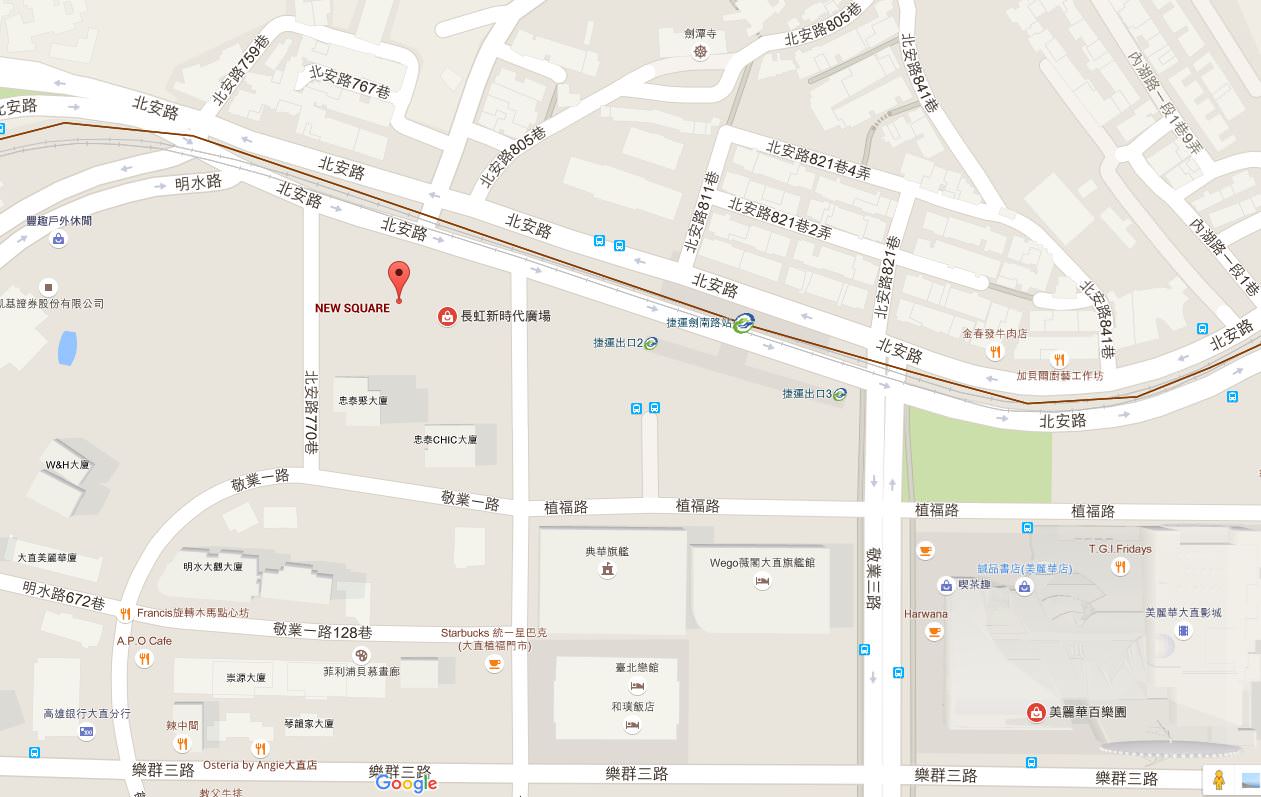 劍潭寺
北安路805巷
北安路759巷
北安路767巷
北安路841巷
內湖路一段1巷9弄
北安路
北安路
北安路805巷
北安路
北安路821巷4弄
明水路
北安路
北安路811巷
北安路821巷2弄
豐趣戶外休閒
北安路
北安路
北安路821巷
內湖路一段1巷
凱基證券股份有限公司
NEW SQUARE
長虹新時代廣場
北安路
捷運劍南路站
北安路841巷
捷運出口2
金春發牛肉店
北安路
北安路
加貝爾廚藝工作坊
北安路770巷
忠泰繄大廈
捷運出口3
北安路
忠泰CHIC大廈
W&H大廈
敬業一路
敬業一路
植福路
植福路
植福路
植福路
大直美麗華廈
明水大觀大廈
典華旗艦
Wego薇閣大直旗艦館
敬業三路
T.G.I Fridays
誠品書店(美麗華店)
喫茶趣
明水路672巷
Francis旋轉木馬點心坊
Harwana
美麗華大直影城
敬業一路128巷
A.P.O Cafe
Starbucks 統一星巴克
(大直植福門市)
菲利浦貝慕畫廊
崇源大廈
臺北戀館
和璞飯店
高雄銀行大直分行
辣中間
琴韻家大廈
美麗華百樂園
樂群三路
Osteria by Angie大直店
樂群三路
Google
樂群三路
樂群三路
樂群三路
教父牛排